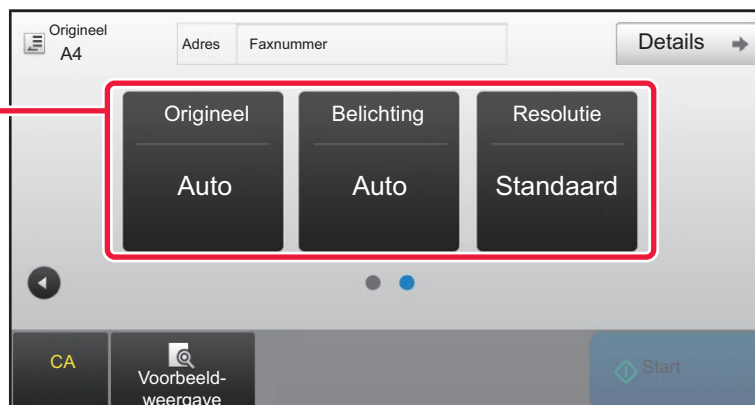 Origineel
A4
Adres
Faxnummer
Details
Origineel
Belichting
Resolutie
Auto
Auto
Standaard
CA
Voorbeeld-
weergave
Start